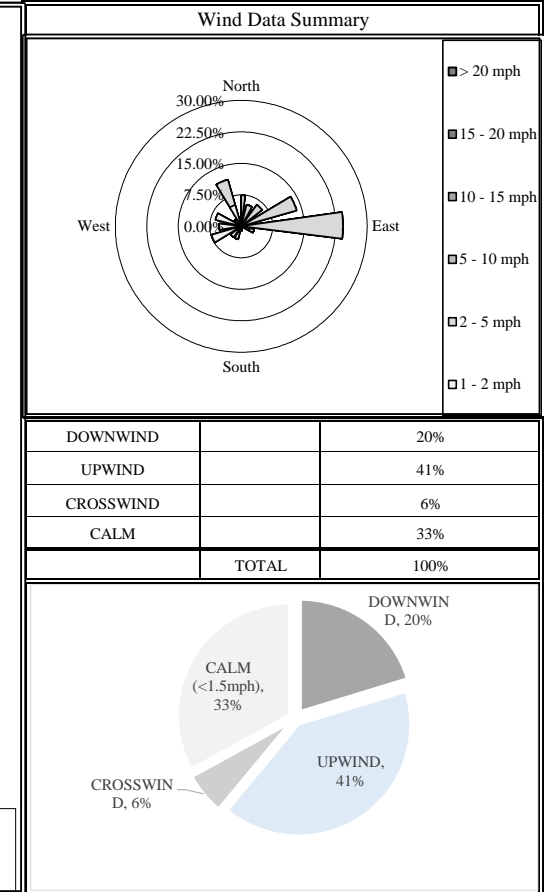 Wind Data Summary
North
30.00%
22.50%
15.00%
7.50%
0.00%
West
East
South
> 20 mph
15 - 20 mph
10 - 15 mph
5 - 10 mph
2 - 5 mph
1 - 2 mph
DOWNWIND 20%
UPWIND 41%
CROSSWIND 6%
CALM 33%
TOTAL 100%
DOWNWIN
D, 20%
CALM
(<1.5mph),
33%
UPWIND,
41%
CROSSWIN
D, 6%